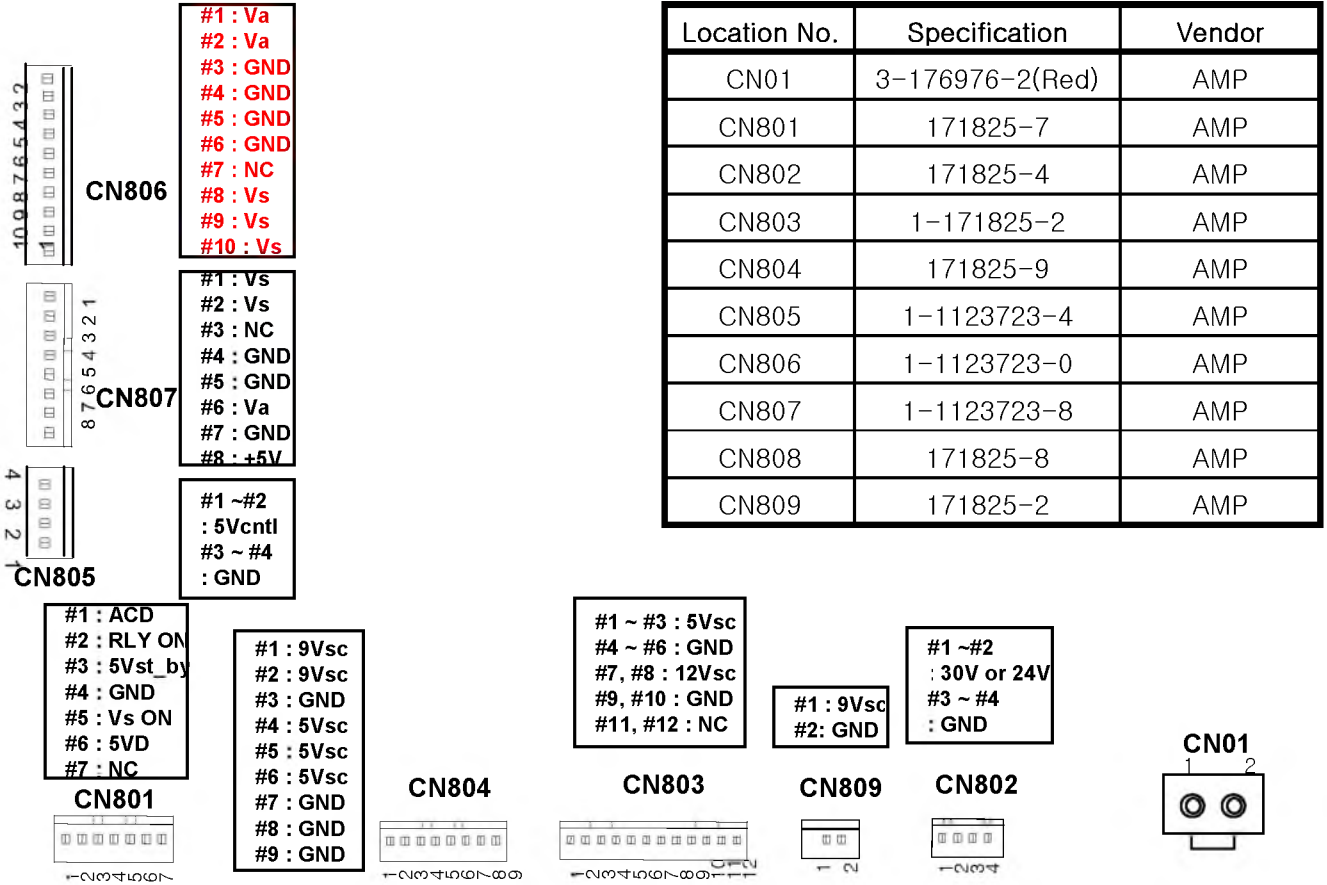 #1 : Va
#2 : Va
#3 : GND
#4 : GND
#5 : GND
#6 : GND
#7 : NC
#8 : Vs
#9 : Vs
#10 : Vs
10 9 8 7 6 5 4 3 2
1
CN806
#1 : Vs
#2 : Vs
#3 : NC
#4 : GND
#5 : GND
#6 : Va
#7 : GND
#8 : +5V
8 7 6 5 4 3 2 1
CN807
#1 ~#2
: 5Vcntl
#3 ~ #4
: GND
4 3 2 1
CN805
Location No. Specification Vendor
CN01 3-176976-2(Red) AMP
CN801 171825-7 AMP
CN802 171825-4 AMP
CN803 1-171825-2 AMP
CN804 171825-9 AMP
CN805 1-1123723-4 AMP
CN806 1-1123723-0 AMP
CN807 1-1123723-8 AMP
CN808 171825-8 AMP
CN809 171825-2 AMP
#1 : ACD
#2 : RLY ON
#3 : 5Vst_by
#4 : GND
#5 : Vs ON
#6 : 5VD
#7 : NC
CN801
1 2 3 4 5 6 7
#1 : 9Vsc
#2 : 9Vsc
#3 : GND
#4 : 5Vsc
#5 : 5Vsc
#6 : 5Vsc
#7 : GND
#8 : GND
#9 : GND
CN804
1 2 3 4 5 6 7 8 9
#1 ~ #3 : 5Vsc
#4 ~ #6 : GND
#7, #8 : 12Vsc
#9, #10 : GND
#11, #12 : NC
CN803
1 2 3 4 5 6 7 8 9 10 11 12
#1 : 9Vsc
#2: GND
CN809
1 2
#1 ~#2
: 30V or 24V
#3 ~ #4
: GND
CN802
1 2 3 4
CN01
1 2